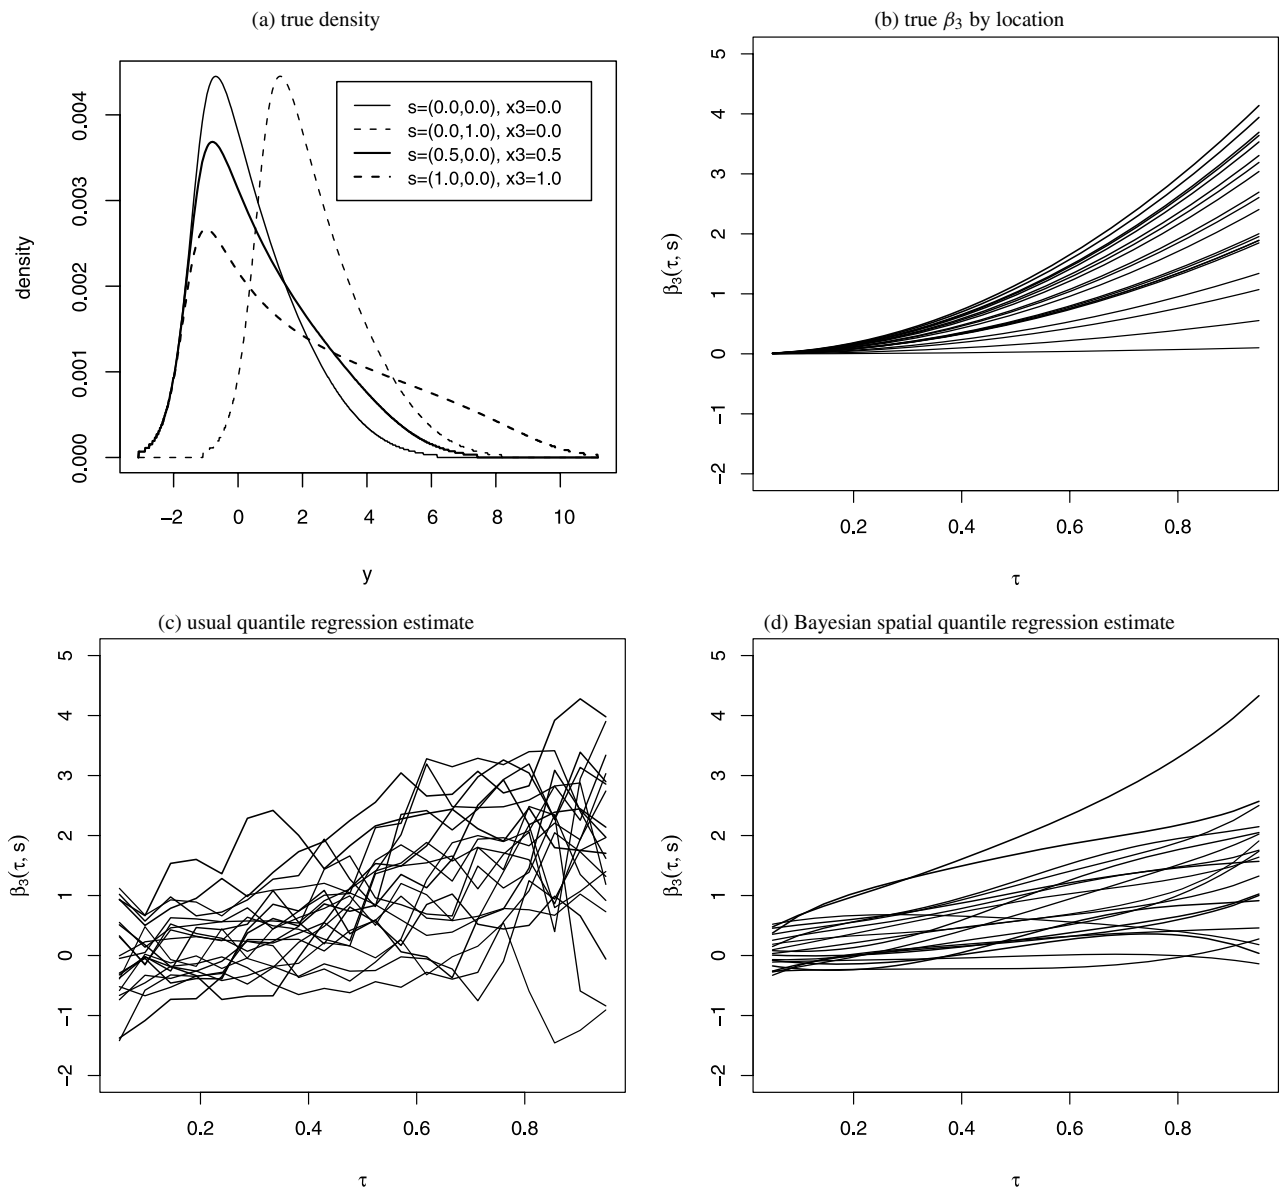 (a) true density
density
0.000
0.001
0.002
0.003
0.004
s=(0.0,0.0), x3=0.0
s=(0.0,1.0), x3=0.0
s=(0.5,0.0), x3=0.5
s=(1.0,0.0), x3=1.0
−2 0 2 4 6 8 10
y
(b) true β3 by location
β3(τ, s)
5
4
3
2
1
0
−1
−2
0.2 0.4 0.6 0.8
τ
(c) usual quantile regression estimate
β3(τ, s)
5
4
3
2
1
0
−1
−2
0.2 0.4 0.6 0.8
τ
(d) Bayesian spatial quantile regression estimate
β3(τ, s)
5
4
3
2
1
0
−1
−2
0.2 0.4 0.6 0.8
τ